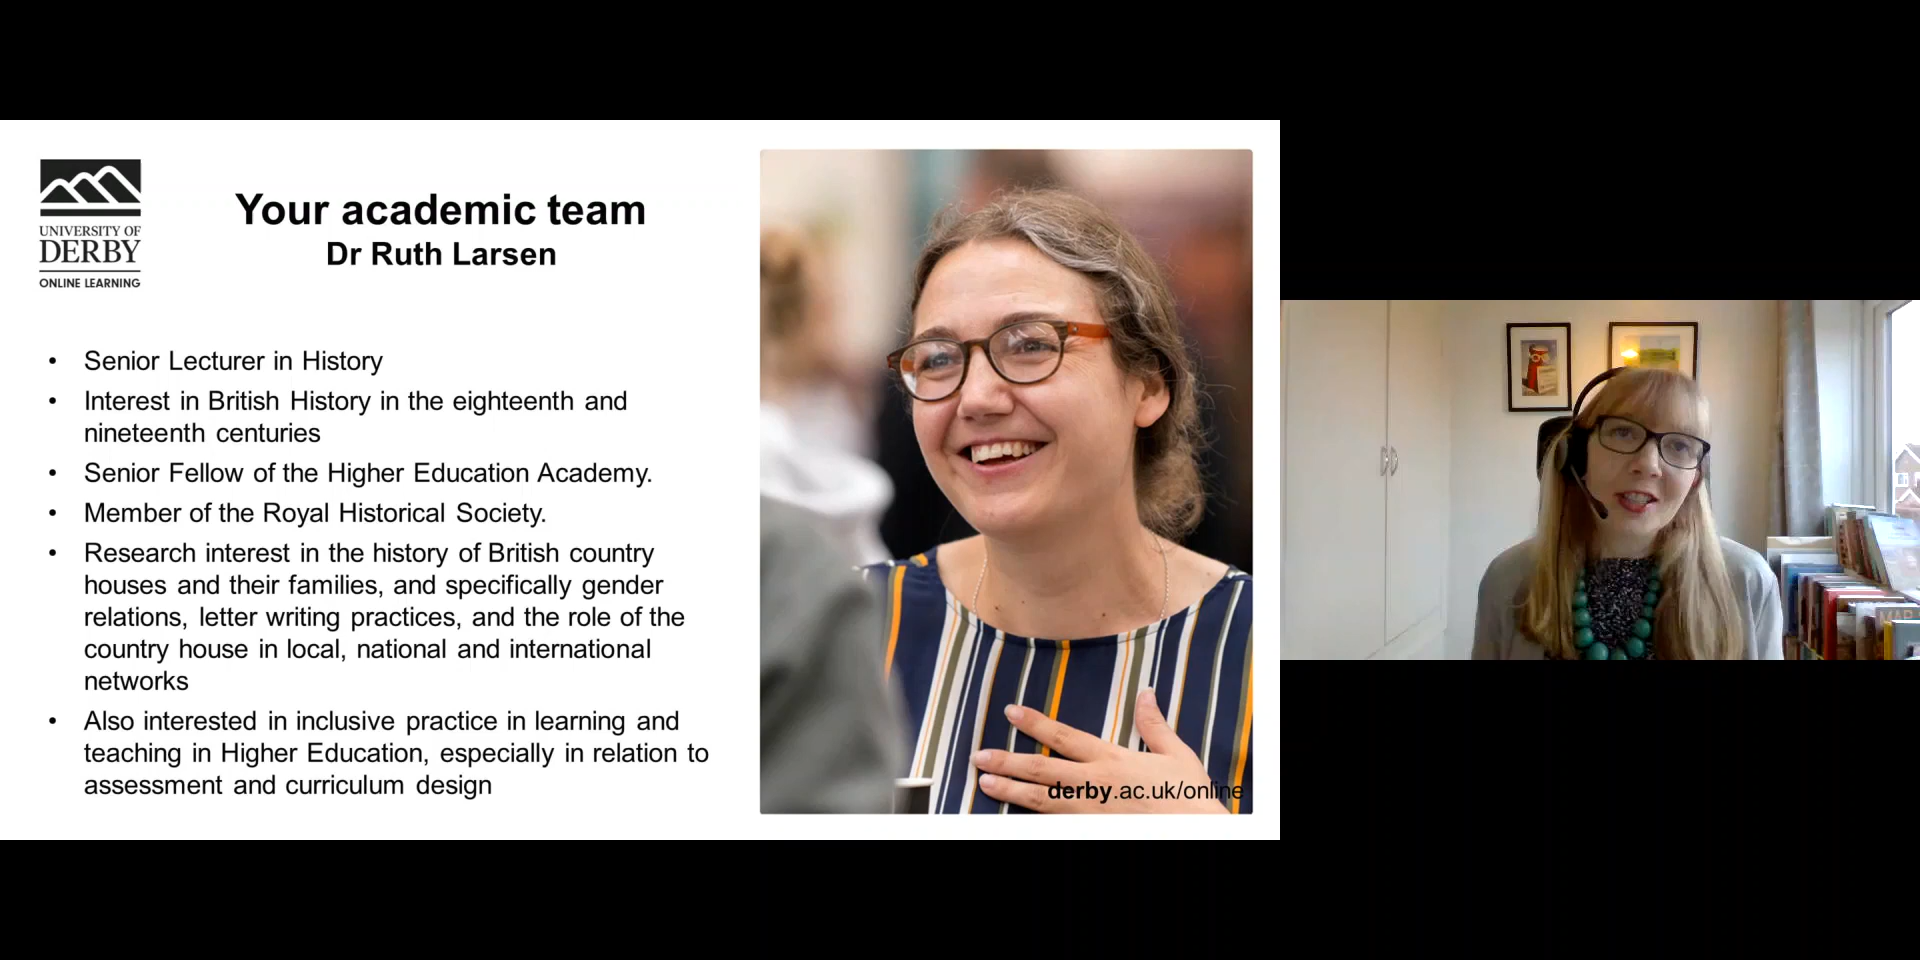 UNIVERSITY OF
DERBY
ONLINE LEARNING
Your academic team
Dr Ruth Larsen
• Senior Lecturer in History
• Interest in British History in the eighteenth and
nineteenth centuries
• Senior Fellow of the Higher Education Academy.
• Member of the Royal Historical Society.
• Research interest in the history of British country
houses and their families, and specifically gender
relations, letter writing practices, and the role of the
country house in local, national and international
networks
• Also interested in inclusive practice in learning and
teaching in Higher Education, especially in relation to
assessment and curriculum design
derby.ac.uk/online